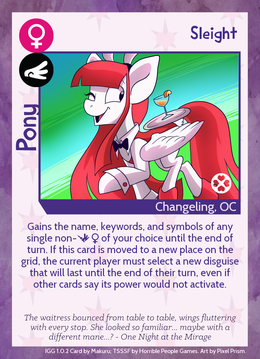 Sleight
Pony
Changeling, OC
Gains the name, keywords, and symbols of any
single non- ♀ of your choice until the end of
turn. If this card is moved to a new place on the
grid, the current player must select a new disguise
that will last until the end of their turn, even if
other cards say its power would not activate.
The waitress bounced from table to table, wings fluttering
with every stop. She looked so familiar... maybe with a
different mane...? - One Night at the Mirage
IGG 1.0.2 Card by Makuru, TSSSF by Horrible People Games. Art by Pixel Prism.